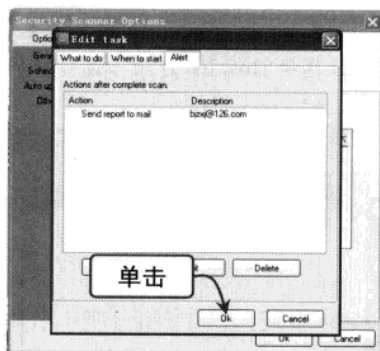 Security Scanner Options
Edit task
What to do
When to start
Alert
Actions after complete scan.
Action
Description
Send report to mail
bjzxj@126.com
Delete
单击
Ok
Cancel
Ok
Cancel